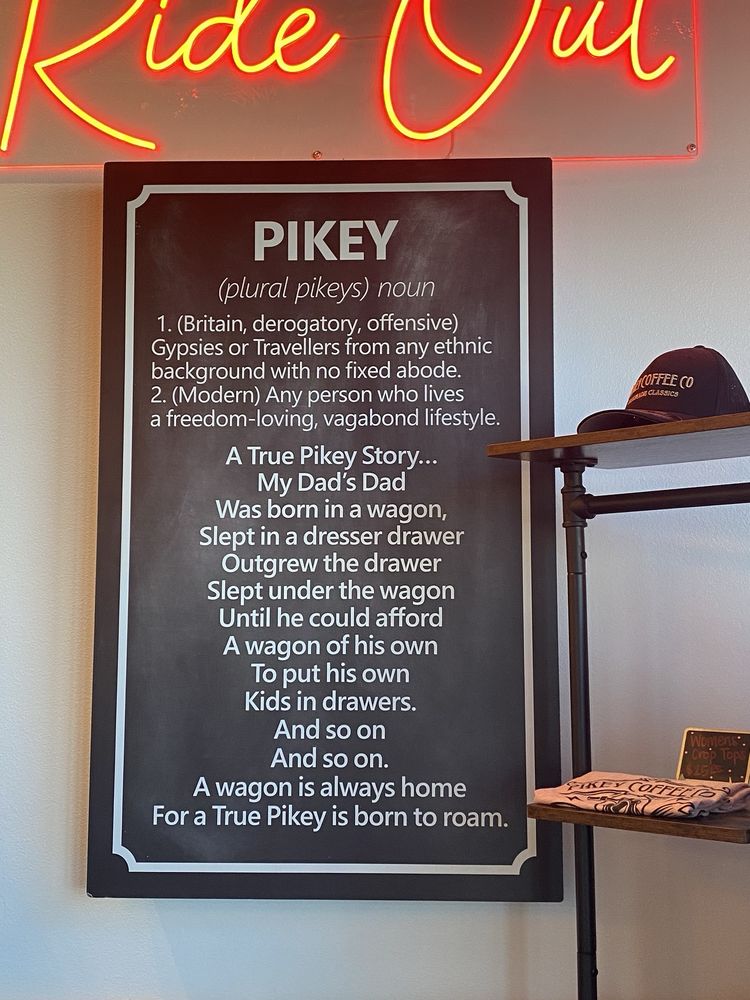 Ride Out
PIKEY
(plural pikeys) noun
1. (Britain, derogatory, offensive)
Gypsies or Travellers from any ethnic
background with no fixed abode.
2. (Modern) Any person who lives
a freedom-loving, vagabond lifestyle.
A True Pikey Story...
My Dad's Dad
Was born in a wagon,
Slept in a dresser drawer
Outgrew the drawer
Slept under the wagon
Until he could afford
A wagon of his own
To put his own
Kids in drawers.
And so on
And so on.
A wagon is always home
For a True Pikey is born to roam.
COFFEE CO
CLASSICS
Womens
Crop Tops
PIKEY COFFEE